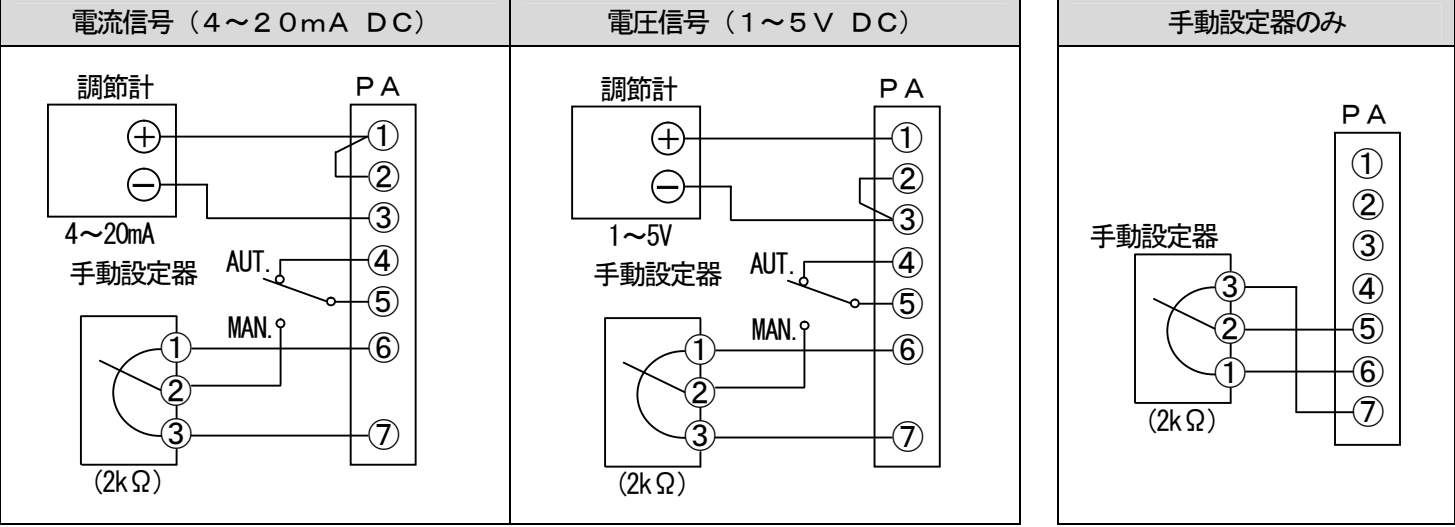 電流信号（４～２０ｍＡ　ＤＣ）
調節計
ＰＡ
＋
①
－
②
③
4～20mA
手動設定器
AUT.
④
⑤
MAN.
①
⑥
②
③
⑦
(2kΩ)
電圧信号（１～５Ｖ　ＤＣ）
調節計
ＰＡ
＋
①
－
②
③
1～5V
手動設定器
AUT.
④
⑤
MAN.
①
⑥
②
③
⑦
(2kΩ)
手動設定器のみ
ＰＡ
①
②
手動設定器
③
③
④
②
⑤
①
⑥
⑦
(2kΩ)